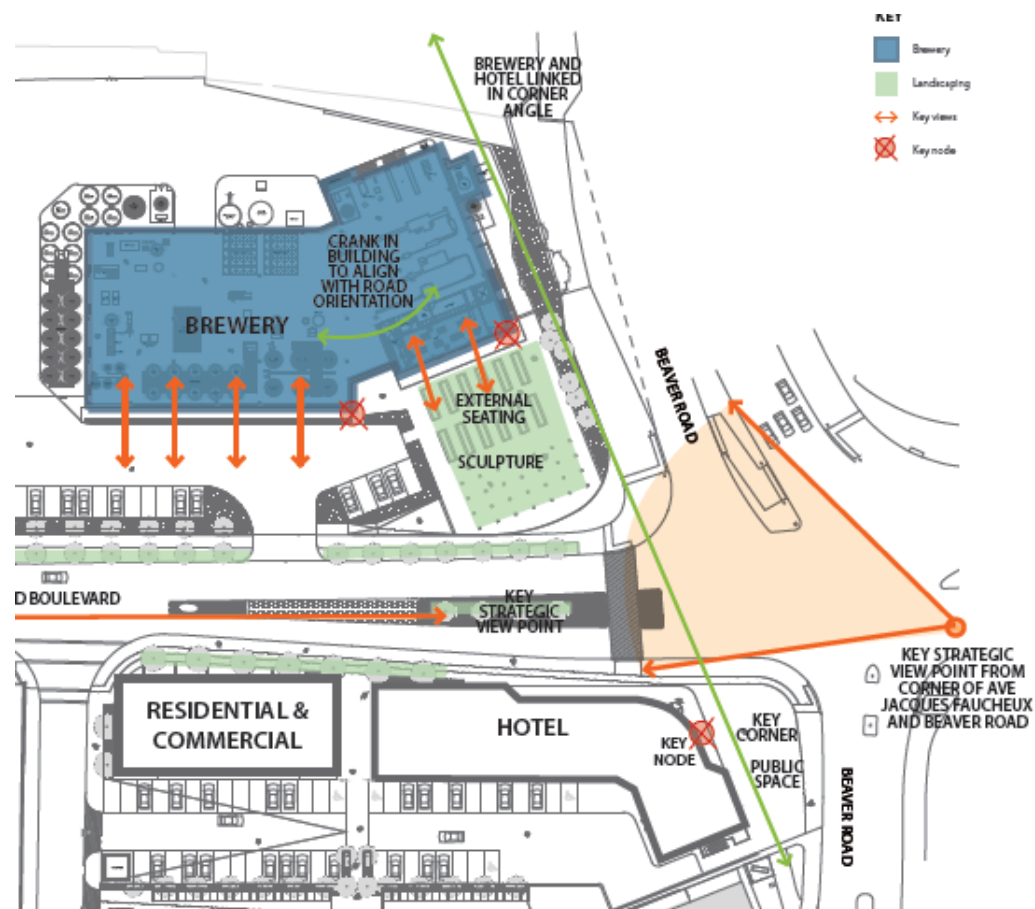 KEY
Brewery
Landscaping
Key views
Key node
BREWERY AND
HOTEL LINKED
IN CORNER
ANGLE
CRANK IN
BUILDING
TO ALIGN
WITH ROAD
ORIENTATION
BREWERY
EXTERNAL
SEATING
SCULPTURE
BEAVER ROAD
D BOULEVARD
KEY
STRATEGIC
VIEW POINT
KEY STRATEGIC
VIEW POINT FROM
CORNER OF AVE
JACQUES FAUCHEUX
AND BEAVER ROAD
RESIDENTIAL &
COMMERCIAL
HOTEL
KEY
NODE
KEY
CORNER
PUBLIC
SPACE
BEAVER ROAD